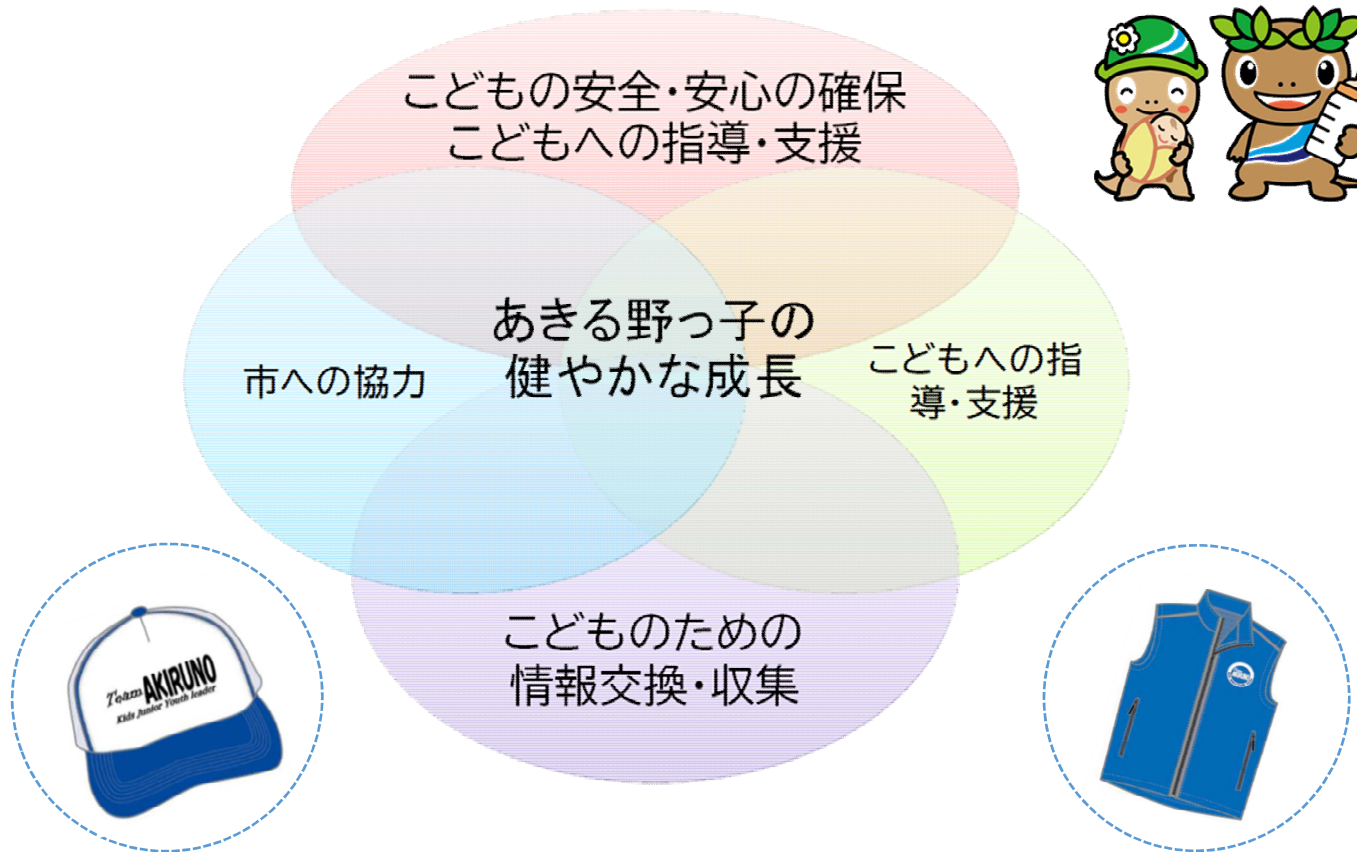 こどもの安全・安心の確保
こどもへの指導・支援
あきる野っ子の
健やかな成長
市への協力
こどもへの指
導・支援
こどものための
情報交換・収集
Team AKIRUNO
Kids Junior Youth leader